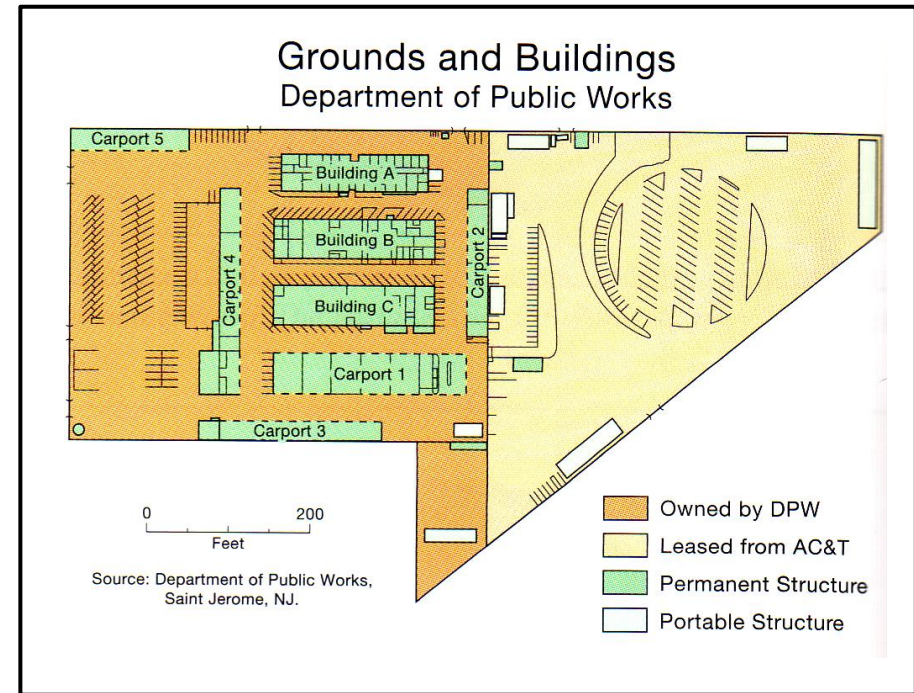 Grounds and Buildings
Department of Public Works
Carport 5
Building A
Building B
Carport 2
Carport 4
Building C
Carport 1
Carport 3
0 200
Feet
Source: Department of Public Works,
Saint Jerome, NJ.
Owned by DPW
Leased from AC&T
Permanent Structure
Portable Structure